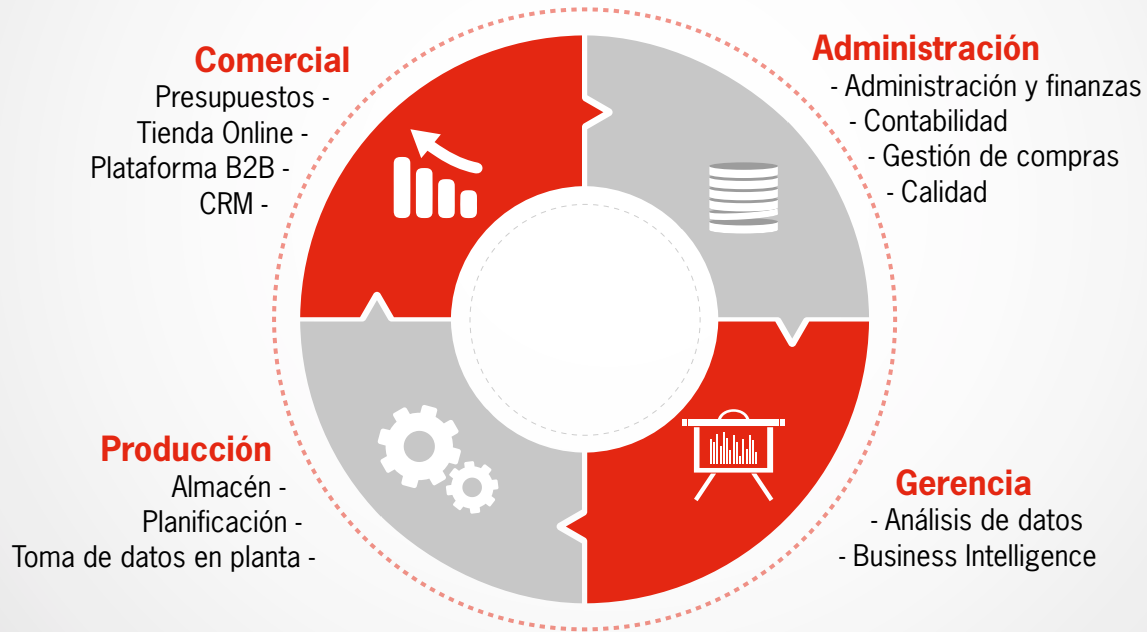 Comercial
Presupuestos -
Tienda Online -
Plataforma B2B -
CRM -
Administración
- Administración y finanzas
- Contabilidad
- Gestión de compras
- Calidad
Producción
Almacén -
Planificación -
Toma de datos en planta -
Gerencia
- Análisis de datos
- Business Intelligence